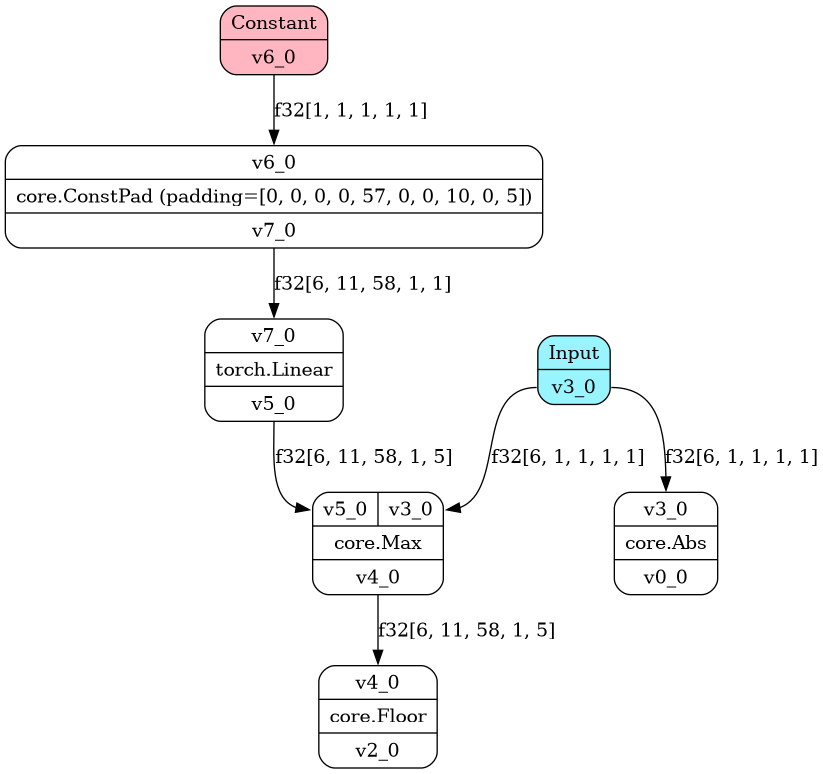 Constant
v6_0
f32[1, 1, 1, 1, 1]
v6_0
core.ConstPad (padding=[0, 0, 0, 0, 57, 0, 0, 10, 0, 5])
v7_0
f32[6, 11, 58, 1, 1]
v7_0
torch.Linear
v5_0
Input
v3_0
f32[6, 11, 58, 1, 5]
f32[6, 1, 1, 1, 1]
f32[6, 1, 1, 1, 1]
v5_0 v3_0
core.Max
v4_0
v3_0
core.Abs
v0_0
f32[6, 11, 58, 1, 5]
v4_0
core.Floor
v2_0